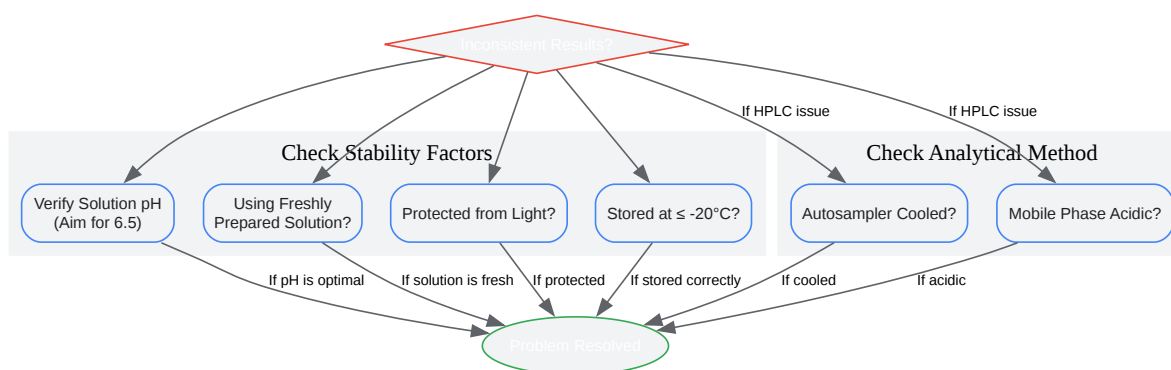 Inconsistent Results?
If HPLC issue
If HPLC issue
Check Stability Factors
Check Analytical Method
Verify Solution pH
(Aim for 6.5)
Using Freshly
Prepared Solution?
Protected from Light?
Stored at ≤ -20°C?
Autosampler Cooled?
Mobile Phase Acidic?
If pH is optimal
If solution is fresh
If protected
If stored correctly
If cooled
If acidic
Problem Resolved